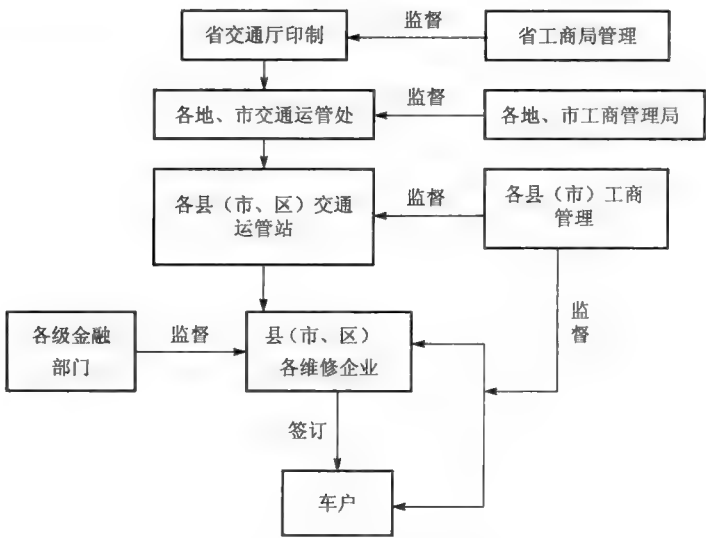 监督
省交通厅印制
省工商局管理
监督
各地、市交通运管处
各地、市工商管理局
各县（市、区）交通
运管站
监督
各县（市）工商
管理
监
督
各级金融
部门
监督
县（市、区）
各维修企业
签订
车户